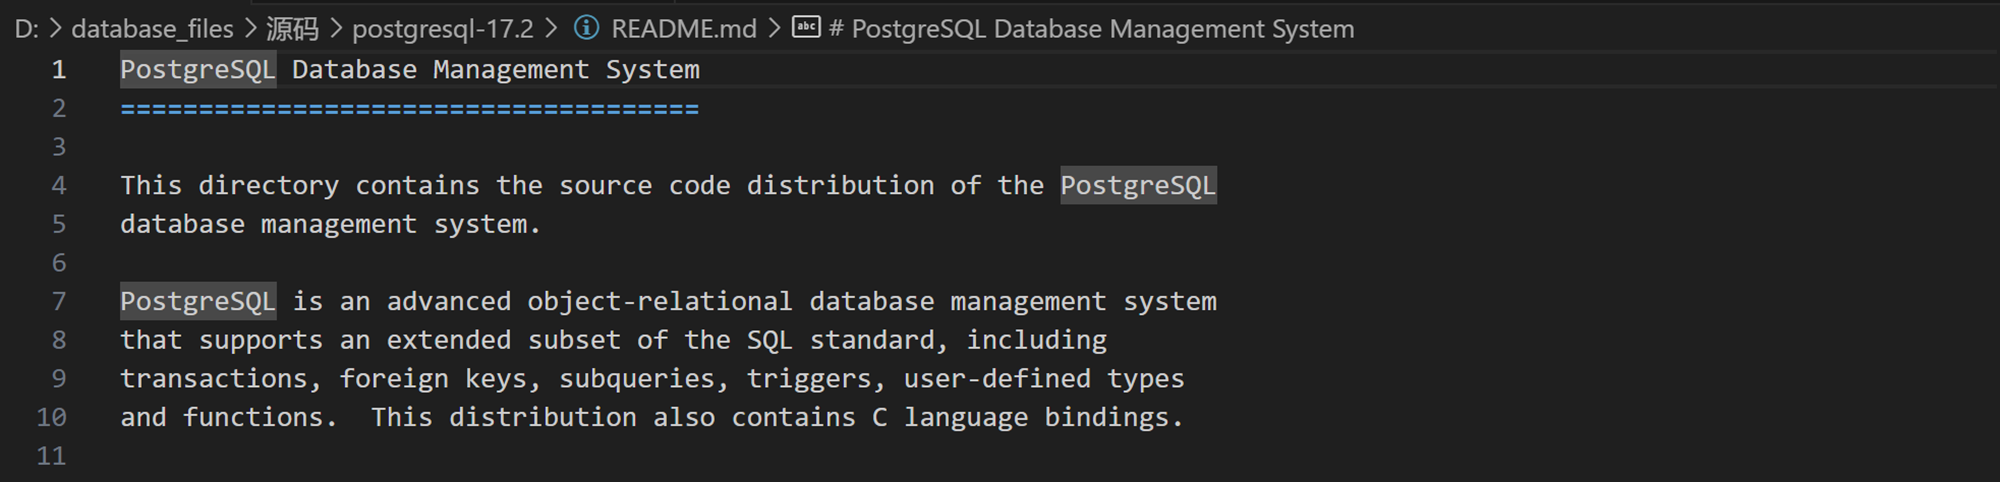 D: > database_files > 源码 > postgresql-17.2 > README.md > # PostgreSQL Database Management System
1 PostgreSQL Database Management System
2 =====================================
3
4 This directory contains the source code distribution of the PostgreSQL
5 database management system.
6
7 PostgreSQL is an advanced object-relational database management system
8 that supports an extended subset of the SQL standard, including
9 transactions, foreign keys, subqueries, triggers, user-defined types
10 and functions.  This distribution also contains C language bindings.
11